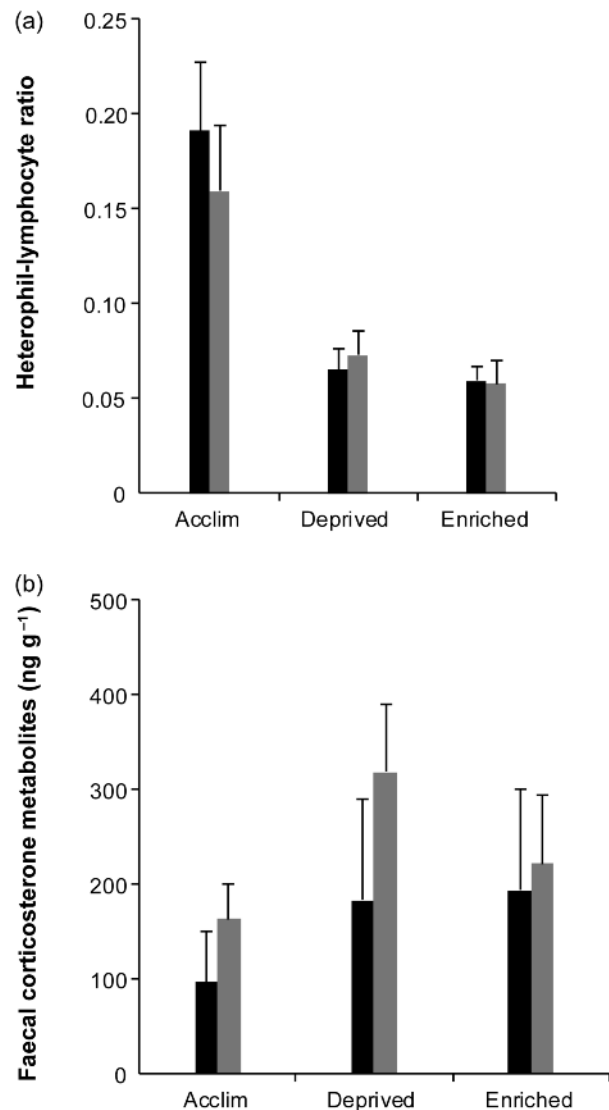 (a)
Heterophil-lymphocyte ratio
0.25
0.20
0.15
0.10
0.05
0
Acclim Deprived Enriched
(b)
Faecal corticosterone metabolites (ng g⁻¹)
500
400
300
200
100
0
Acclim Deprived Enriched